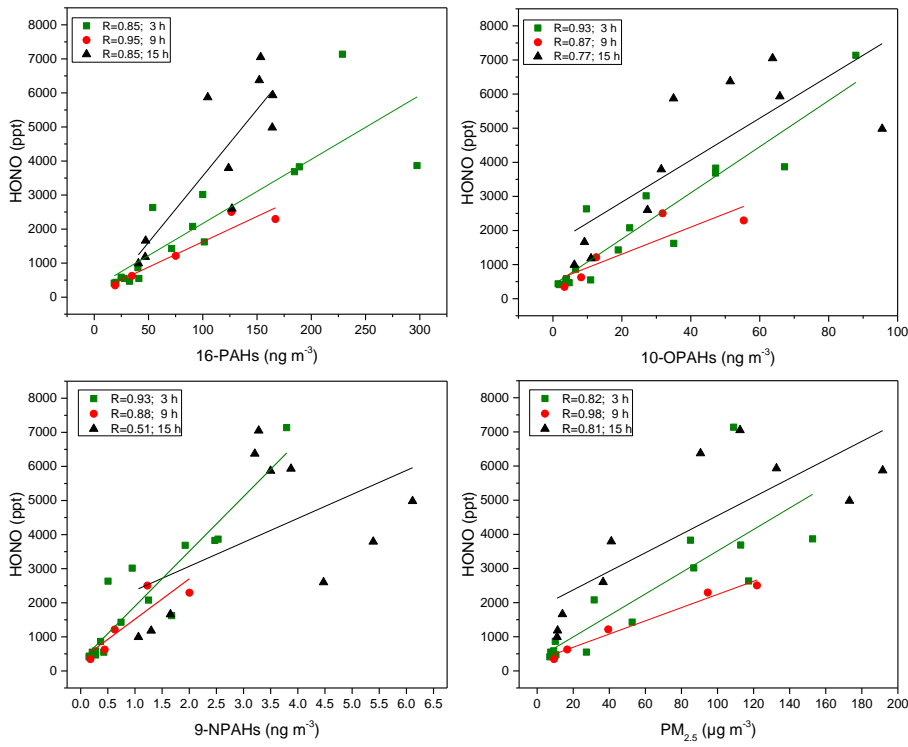 8000
7000
6000
5000
4000
3000
2000
1000
0
HONO (ppt)
R=0.85; 3 h
R=0.95; 9 h
R=0.85; 15 h
0 50 100 150 200 250 300
16-PAHs (ng m⁻³)
8000
7000
6000
5000
4000
3000
2000
1000
0
HONO (ppt)
R=0.93; 3 h
R=0.87; 9 h
R=0.77; 15 h
0 20 40 60 80 100
10-OPAHs (ng m⁻³)
8000
7000
6000
5000
4000
3000
2000
1000
0
HONO (ppt)
R=0.93; 3 h
R=0.88; 9 h
R=0.51; 15 h
0.0 0.5 1.0 1.5 2.0 2.5 3.0 3.5 4.0 4.5 5.0 5.5 6.0 6.5
9-NPAHs (ng m⁻³)
8000
7000
6000
5000
4000
3000
2000
1000
0
HONO (ppt)
R=0.82; 3 h
R=0.98; 9 h
R=0.81; 15 h
0 20 40 60 80 100 120 140 160 180 200
PM₂.₅ (µg m⁻³)